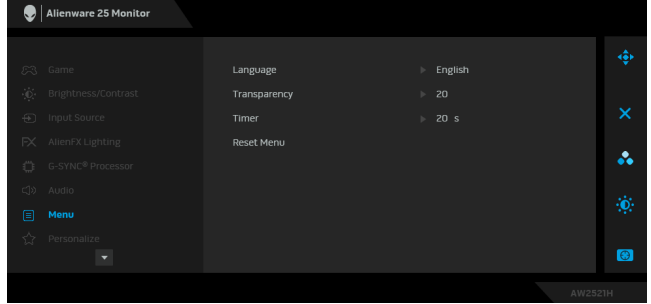 Alienware 25 Monitor
Game
Brightness/Contrast
Input Source
AlienFX Lighting
G-SYNC® Processor
Audio
Menu
Personalize
Language English
Transparency 20
Timer 20 s
Reset Menu
AW2521H